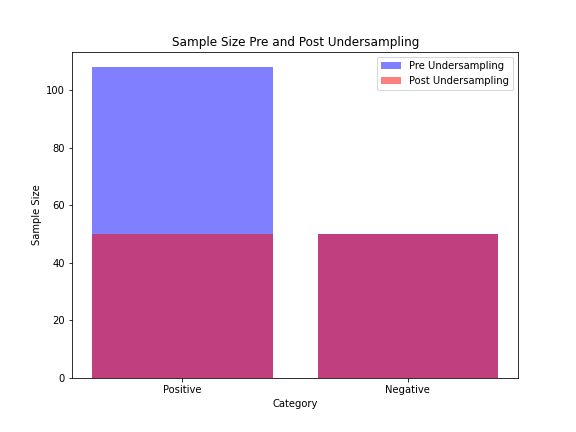 Sample Size Pre and Post Undersampling
Pre Undersampling
Post Undersampling
Sample Size
100
80
60
40
20
0
Positive
Negative
Category